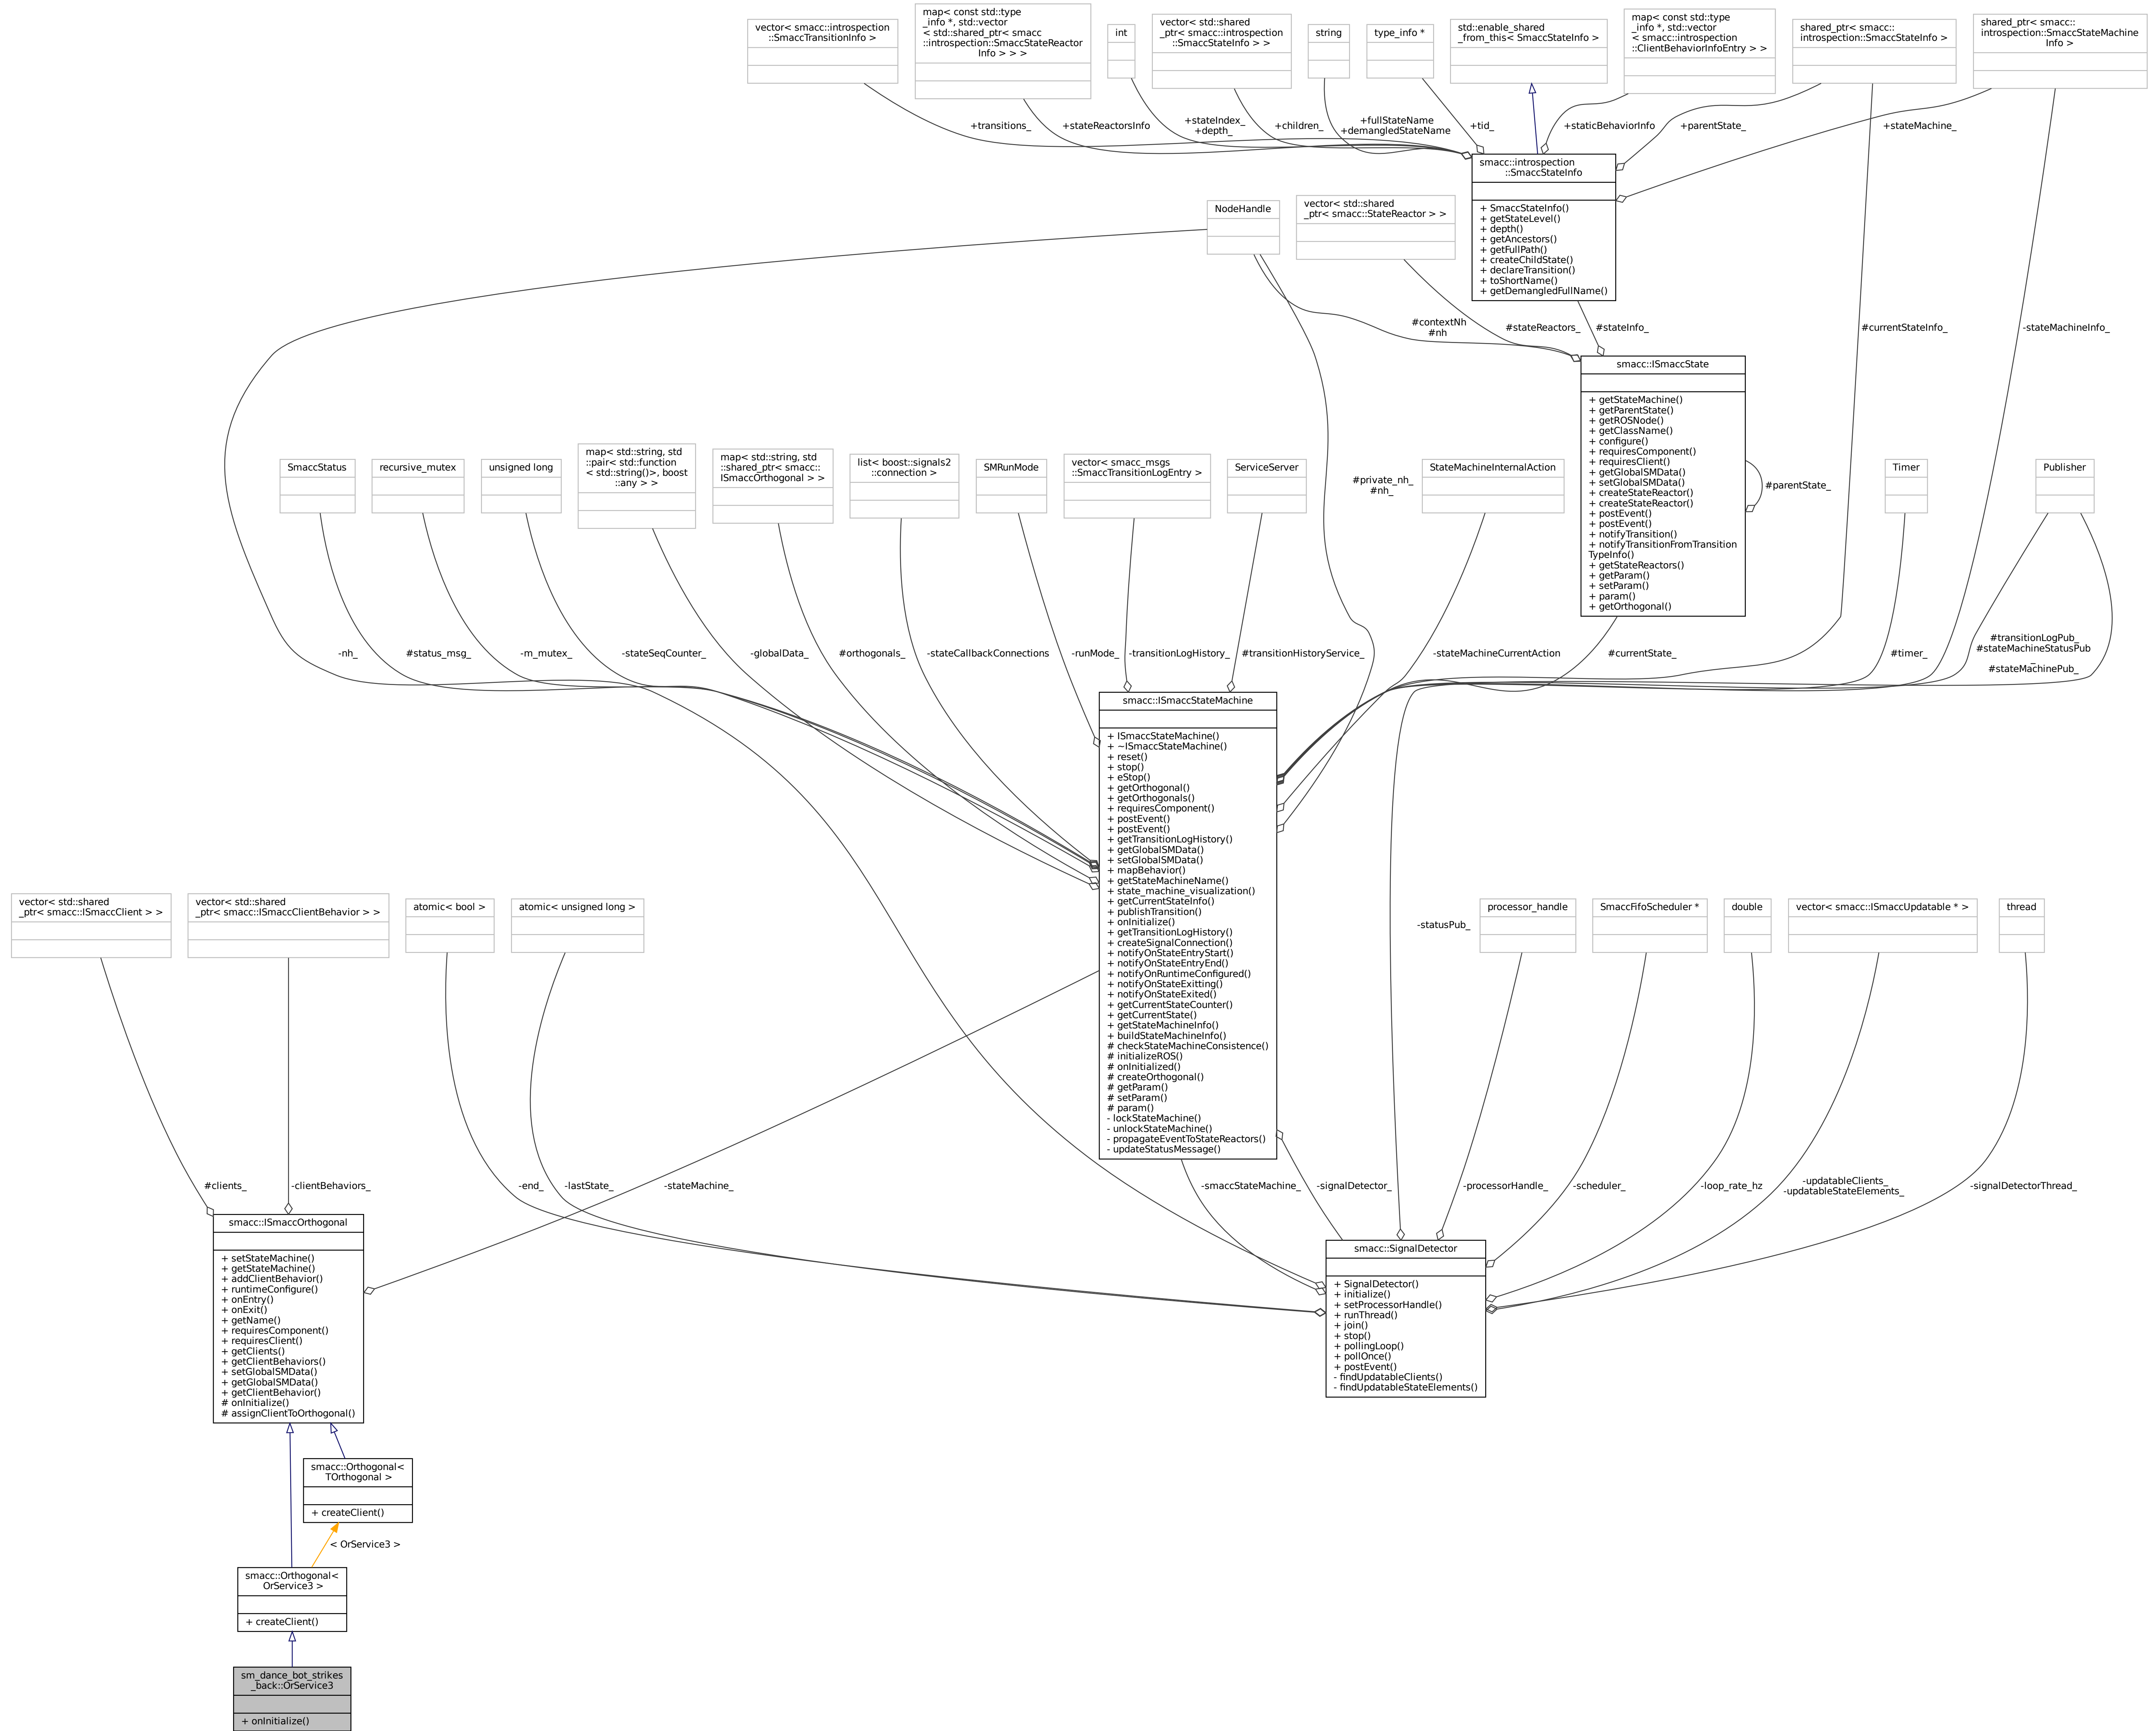 vector< smacc::introspection
::SmaccTransitionInfo >
map< const std::type
_info *, std::vector
< std::shared_ptr< smacc
::introspection::SmaccStateReactor
Info > > >
int
vector< std::shared
_ptr< smacc::introspection
::SmaccStateInfo > >
string
type_info *
std::enable_shared
_from_this< SmaccStateInfo >
map< const std::type
_info *, std::vector
< smacc::introspection
::ClientBehaviorInfoEntry > >
shared_ptr< smacc::
introspection::SmaccStateInfo >
shared_ptr< smacc::
introspection::SmaccStateMachine
Info >
+transitions_
+stateReactorsInfo
+stateIndex_
+depth_
+children_
+fullStateName
+demangledStateName
+tid_
+staticBehaviorInfo
+parentState_
+stateMachine_
smacc::introspection
::SmaccStateInfo
+ SmaccStateInfo()
+ getStateLevel()
+ depth()
+ getAncestors()
+ getFullPath()
+ createChildState()
+ declareTransition()
+ toShortName()
+ getDemangledFullName()
NodeHandle
vector< std::shared
_ptr< smacc::StateReactor > >
#contextNh
#nh
#stateReactors_
#stateInfo_
#currentStateInfo_
-stateMachineInfo_
smacc::ISmaccState
+ getStateMachine()
+ getParentState()
+ getROSNode()
+ getClassName()
+ configure()
+ requiresComponent()
+ requiresClient()
+ getGlobalSMData()
+ setGlobalSMData()
+ createStateReactor()
+ createStateReactor()
+ postEvent()
+ postEvent()
+ notifyTransition()
+ notifyTransitionFromTransition
TypeInfo()
+ getStateReactors()
+ getParam()
+ setParam()
+ param()
+ getOrthogonal()
#parentState_
SmaccStatus
recursive_mutex
unsigned long
map< std::string, std
::pair< std::function
< std::string()>, boost
::any > >
map< std::string, std
::shared_ptr< smacc::
ISmaccOrthogonal > >
list< boost::signals2
::connection >
SMRunMode
vector< smacc_msgs
::SmaccTransitionLogEntry >
ServiceServer
#private_nh_
#nh_
StateMachineInternalAction
Timer
Publisher
-nh_
#status_msg_
-m_mutex_
-stateSeqCounter_
-globalData_
#orthogonals_
-stateCallbackConnections
-runMode_
-transitionLogHistory_
#transitionHistoryService_
-stateMachineCurrentAction
#currentState_
#timer_
#transitionLogPub_
#stateMachineStatusPub
_
#stateMachinePub_
smacc::ISmaccStateMachine
+ ISmaccStateMachine()
+ ~ISmaccStateMachine()
+ reset()
+ stop()
+ eStop()
+ getOrthogonal()
+ getOrthogonals()
+ requiresComponent()
+ postEvent()
+ postEvent()
+ getTransitionLogHistory()
+ getGlobalSMData()
+ setGlobalSMData()
+ mapBehavior()
+ getStateMachineName()
+ state_machine_visualization()
+ getCurrentStateInfo()
+ publishTransition()
+ onInitialize()
+ getTransitionLogHistory()
+ createSignalConnection()
+ notifyOnStateEntryStart()
+ notifyOnStateEntryEnd()
+ notifyOnRuntimeConfigured()
+ notifyOnStateExitting()
+ notifyOnStateExited()
+ getCurrentStateCounter()
+ getCurrentState()
+ getStateMachineInfo()
+ buildStateMachineInfo()
# checkStateMachineConsistence()
# initializeROS()
# onInitialized()
# createOrthogonal()
# getParam()
# setParam()
# param()
- lockStateMachine()
- unlockStateMachine()
- propagateEventToStateReactors()
- updateStatusMessage()
vector< std::shared
_ptr< smacc::ISmaccClient > >
vector< std::shared
_ptr< smacc::ISmaccClientBehavior > >
atomic< bool >
atomic< unsigned long >
-statusPub_
processor_handle
SmaccFifoScheduler *
double
vector< smacc::ISmaccUpdatable * >
thread
#clients_
-clientBehaviors_
-end_
-lastState_
-stateMachine_
-smaccStateMachine_
-signalDetector_
-processorHandle_
-scheduler_
-loop_rate_hz
-updatableClients_
-updatableStateElements_
-signalDetectorThread_
smacc::ISmaccOrthogonal
+ setStateMachine()
+ getStateMachine()
+ addClientBehavior()
+ runtimeConfigure()
+ onEntry()
+ onExit()
+ getName()
+ requiresComponent()
+ requiresClient()
+ getClients()
+ getClientBehaviors()
+ setGlobalSMData()
+ getGlobalSMData()
+ getClientBehavior()
# onInitialize()
# assignClientToOrthogonal()
smacc::SignalDetector
+ SignalDetector()
+ initialize()
+ setProcessorHandle()
+ runThread()
+ join()
+ stop()
+ pollingLoop()
+ pollOnce()
+ postEvent()
- findUpdatableClients()
- findUpdatableStateElements()
smacc::Orthogonal<
TOrthogonal >
+ createClient()
< OrService3 >
smacc::Orthogonal<
OrService3 >
+ createClient()
sm_dance_bot_strikes
_back::OrService3
+ onInitialize()